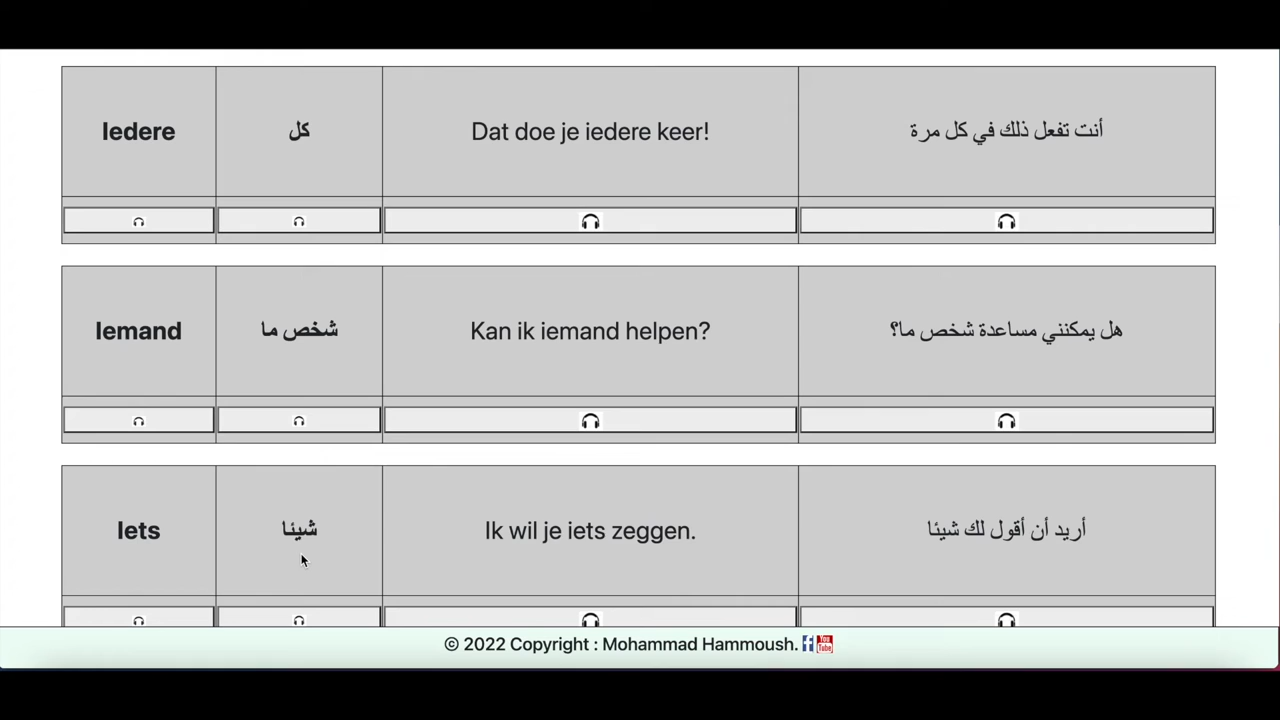 Iedere
كل
Dat doe je iedere keer!
أنت تفعل ذلك في كل مرة
Iemand
شخص ما
Kan ik iemand helpen?
هل يمكنني مساعدة شخص ما؟
Iets
شيئا
Ik wil je iets zeggen.
أريد أن أقول لك شيئا
© 2022 Copyright : Mohammad Hammoush. f You Tube